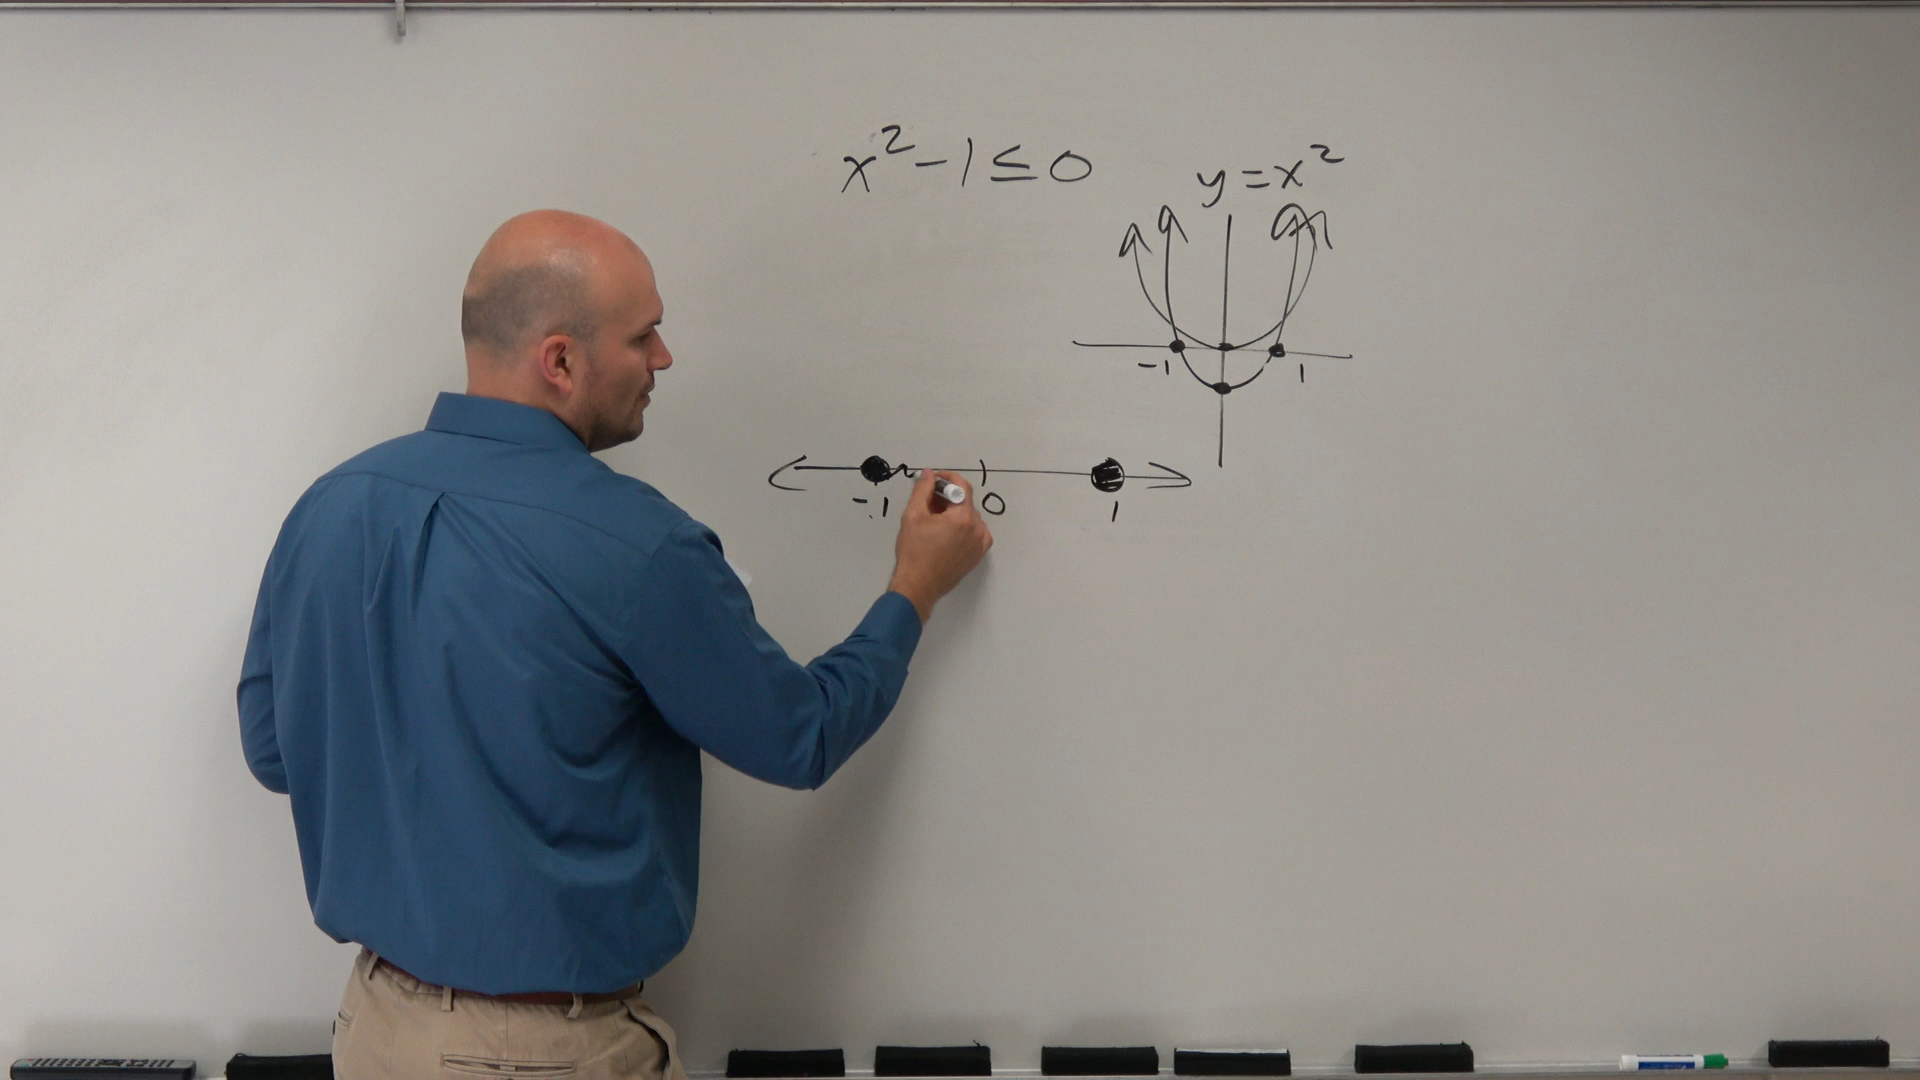 x² - 1 ≤ 0
y = x²
-1 1
-1 0 1